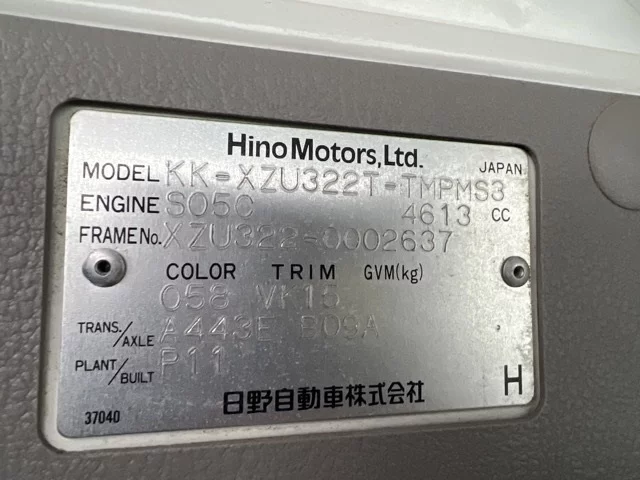 Hino Motors, Ltd.
MODEL KK-XZU322T-TMPMS3 JAPAN
ENGINE S05C 4613 CC
FRAME No. XZU322-0002637
COLOR TRIM GVM(kg)
058 VK15
TRANS./AXLE A443E B09A
PLANT/BUILT P11
日野自動車株式会社 H
37040